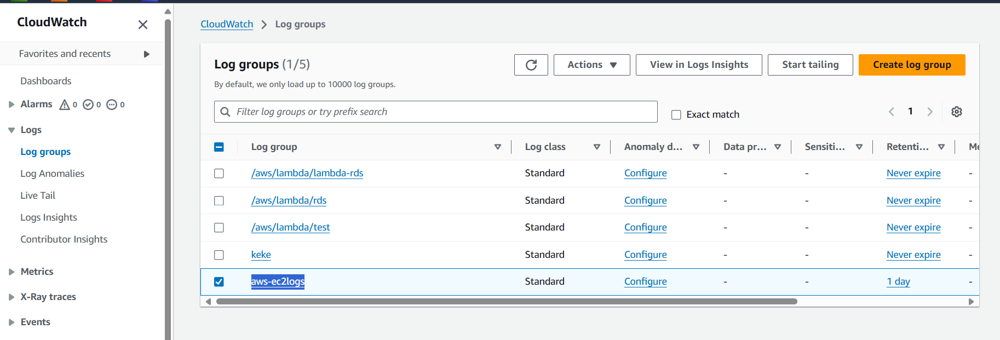 CloudWatch
Favorites and recents
Dashboards
Alarms 0 0 0
Logs
Log groups
Log Anomalies
Live Tail
Logs Insights
Contributor Insights
Metrics
X-Ray traces
Events
CloudWatch > Log groups
Log groups (1/5)
Actions
View in Logs Insights
Start tailing
Create log group
By default, we only load up to 10000 log groups.
Filter log groups or try prefix search
Exact match
1
Log group Log class Anomaly d... Data pr... Sensiti... Retenti...
/aws/lambda/lambda-rds Standard Configure - - Never expire -
/aws/lambda/rds Standard Configure - - Never expire -
/aws/lambda/test Standard Configure - - Never expire -
keke Standard Configure - - Never expire -
aws-ec2logs Standard Configure - - 1 day -